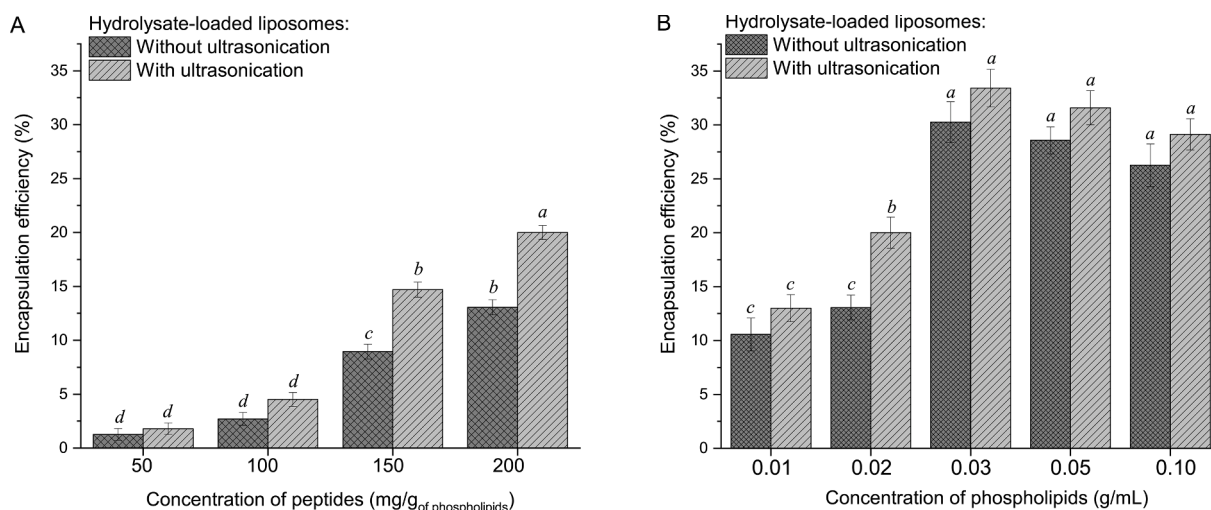 A
Hydrolysate-loaded liposomes:
Without ultrasonication
With ultrasonication
Encapsulation efficiency (%)
35
30
25
20
15
10
5
0
d
d
d
d
c
b
b
a
50 100 150 200
Concentration of peptides (mg/g of phospholipids)
B
Hydrolysate-loaded liposomes:
Without ultrasonication
With ultrasonication
Encapsulation efficiency (%)
35
30
25
20
15
10
5
0
c
c
c
b
a
a
a
a
a
a
0.01 0.02 0.03 0.05 0.10
Concentration of phospholipids (g/mL)